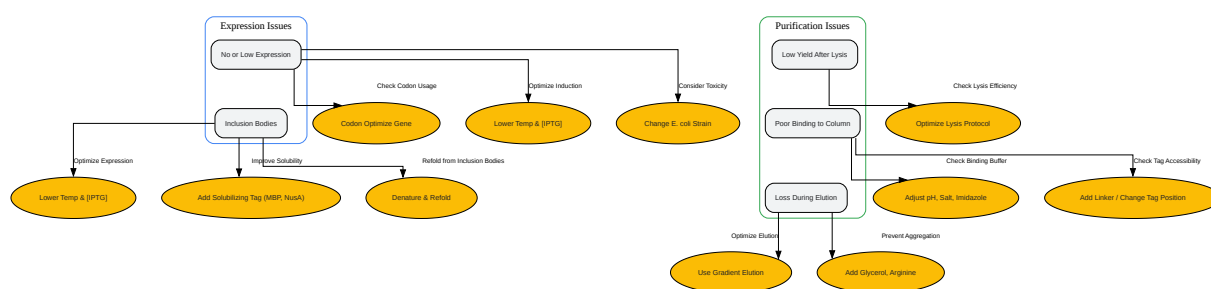 Expression Issues
Purification Issues
No or Low Expression
Low Yield After Lysis
Check Codon Usage
Optimize Induction
Consider Toxicity
Check Lysis Efficiency
Inclusion Bodies
Codon Optimize Gene
Lower Temp & [IPTG]
Change E. coli Strain
Poor Binding to Column
Optimize Lysis Protocol
Optimize Expression
Improve Solubility
Refold from Inclusion Bodies
Check Binding Buffer
Check Tag Accessibility
Lower Temp & [IPTG]
Add Solubilizing Tag (MBP, NusA)
Denature & Refold
Loss During Elution
Adjust pH, Salt, Imidazole
Add Linker / Change Tag Position
Optimize Elution
Prevent Aggregation
Use Gradient Elution
Add Glycerol, Arginine